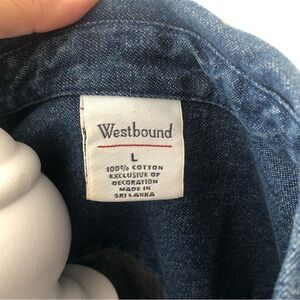 Westbound
L
100% COTTON
EXCLUSIVE OF
DECORATION
MADE IN
SRI LANKA